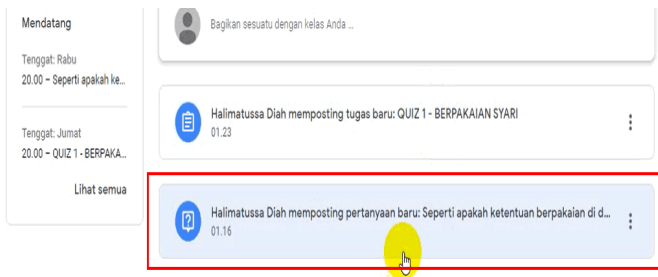 Mendatang
Tenggat: Rabu
20.00 – Seperti apakah ke...
Tenggat: Jumat
20.00 – QUIZ 1 - BERPAKA...
Lihat semua
Bagikan sesuatu dengan kelas Anda ...
Halimatussa Diah memposting tugas baru: QUIZ 1 - BERPAKAIAN SYARI
01.23
Halimatussa Diah memposting pertanyaan baru: Seperti apakah ketentuan berpakaian di d...
01.16